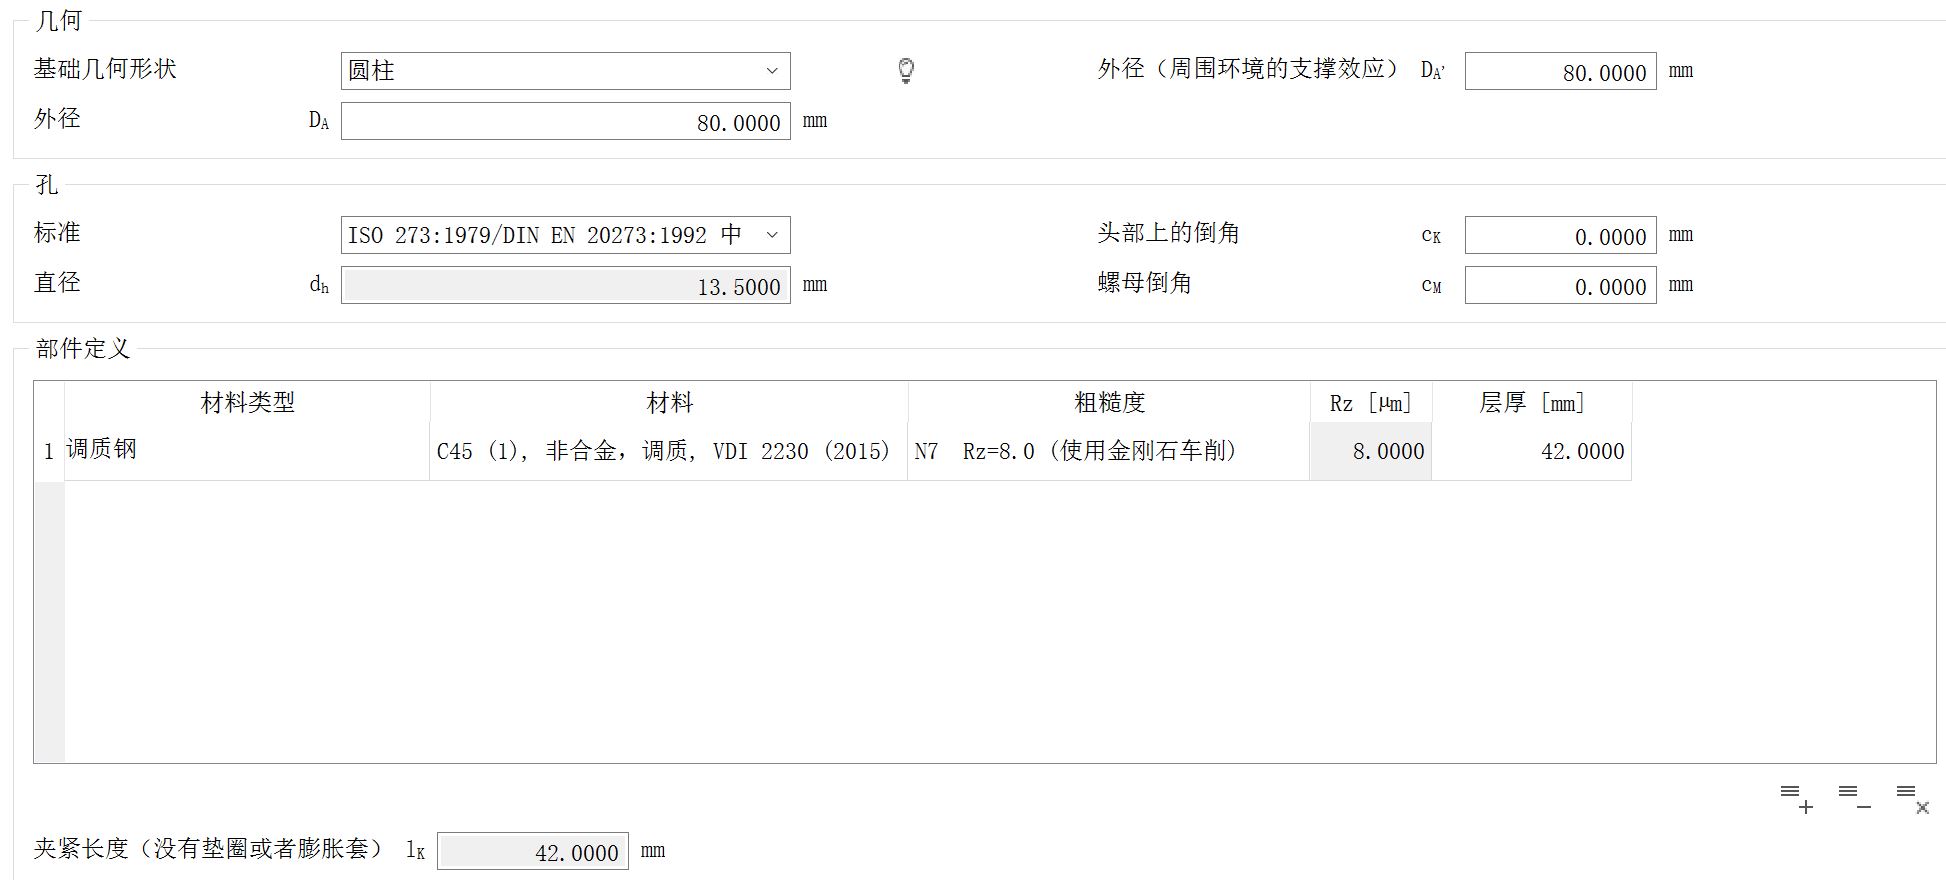 几何
基础几何形状 圆柱 外径（周围环境的支撑效应） DA' 80.0000 mm
外径 DA 80.0000 mm
孔
标准 ISO 273:1979/DIN EN 20273:1992 中 头部上的倒角 cK 0.0000 mm
直径 dh 13.5000 mm 螺母倒角 cM 0.0000 mm
部件定义
材料类型 材料 粗糙度 Rz [μm] 层厚 [mm]
1 调质钢 C45 (1), 非合金，调质, VDI 2230 (2015) N7 Rz=8.0 (使用金刚石车削) 8.0000 42.0000
夹紧长度（没有垫圈或者膨胀套） lK 42.0000 mm